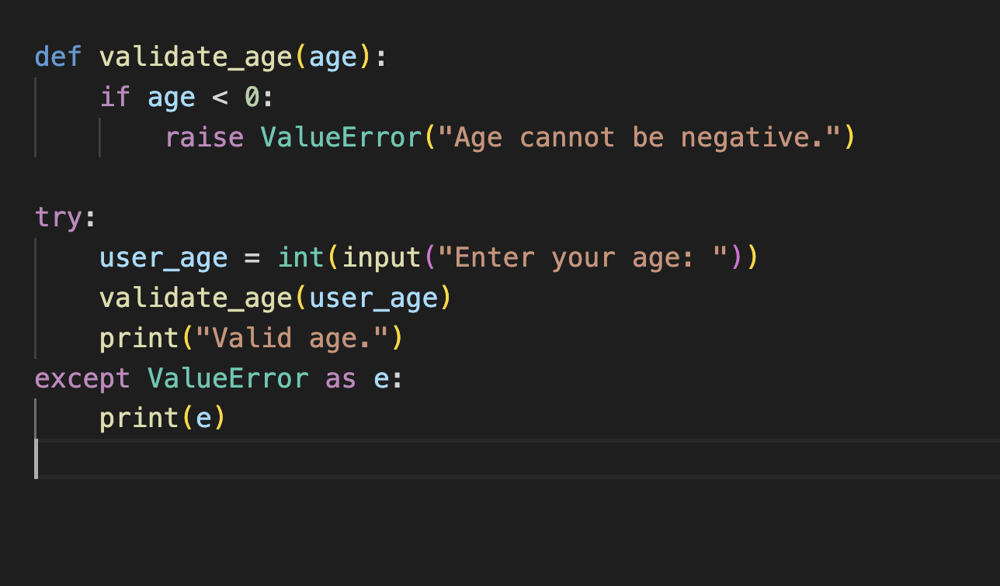 def validate_age(age):
    if age < 0:
        raise ValueError("Age cannot be negative.")

try:
    user_age = int(input("Enter your age: "))
    validate_age(user_age)
    print("Valid age.")
except ValueError as e:
    print(e)